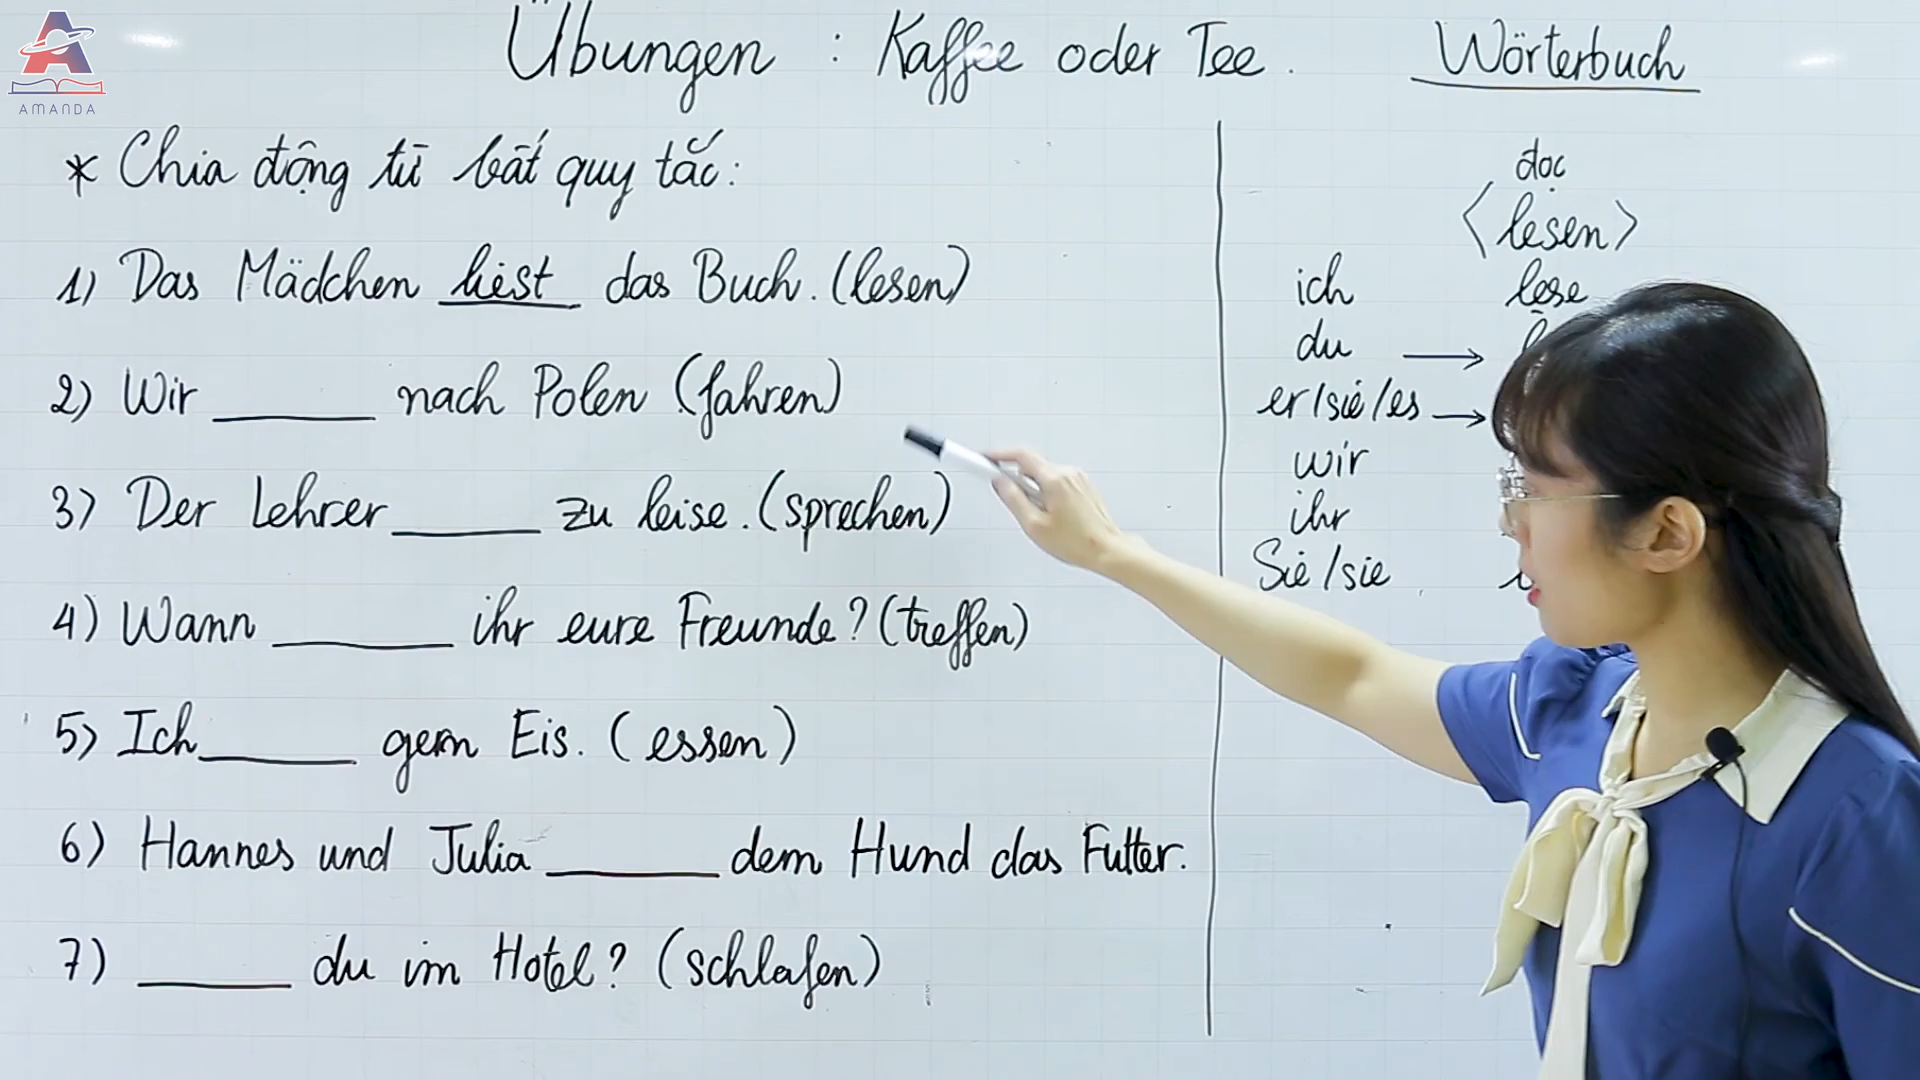 AMANDA
Übungen : Kaffee oder Tee.
* Chia động từ bất quy tắc:
1) Das Mädchen liest das Buch. (lesen)
2) Wir ______ nach Polen (fahren)
3) Der Lehrer ______ zu leise. (sprechen)
4) Wann ______ ihr eure Freunde? (treffen)
5) Ich ______ gern Eis. (essen)
6) Hannes und Julia ______ dem Hund das Futter.
7) ______ du im Hotel? (schlafen)
Wörterbuch
đọc
<lesen>
ich lese
du →
er/sie/es →
wir
ihr
Sie/sie